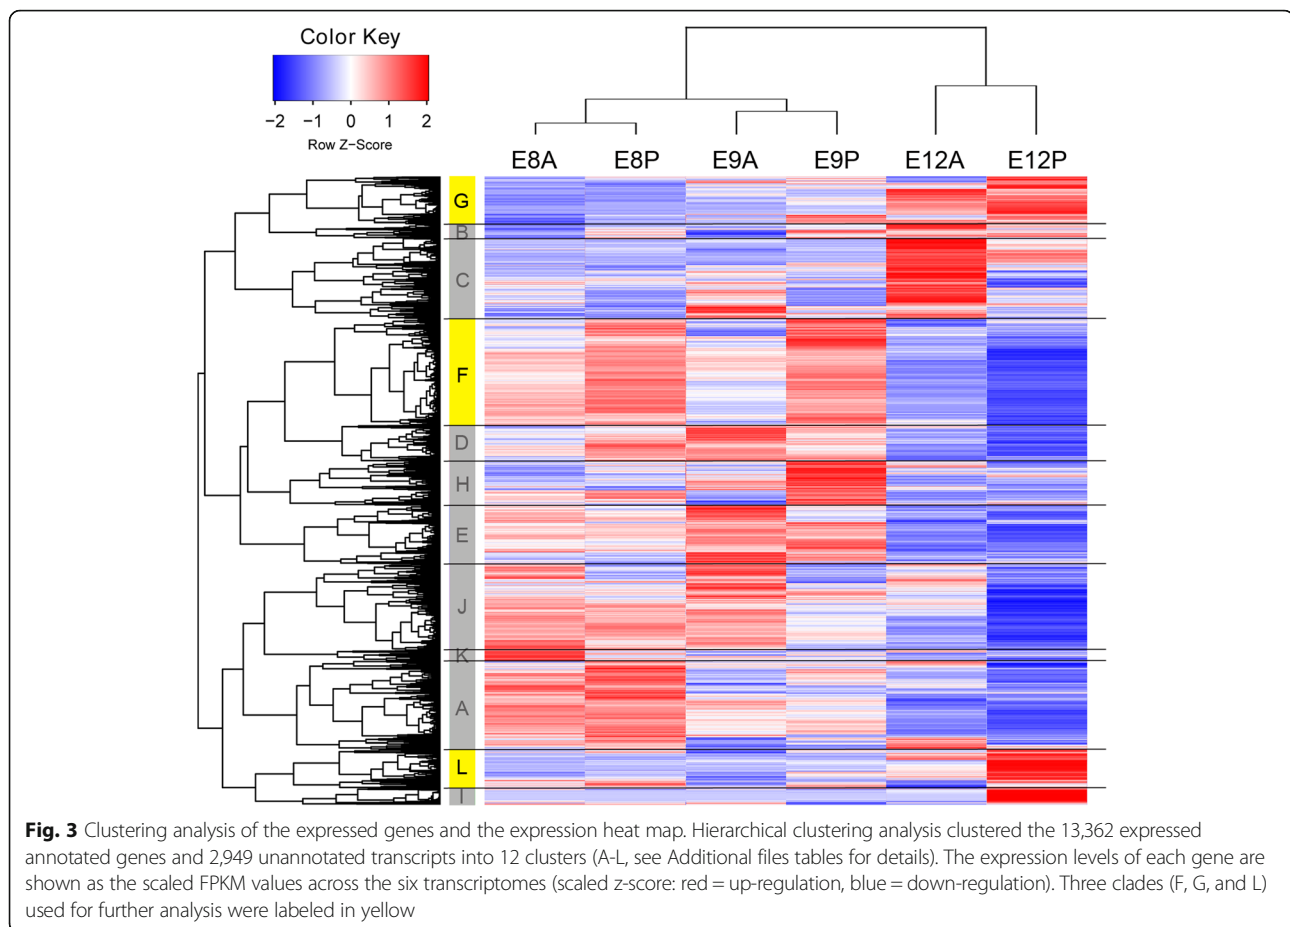 Color Key
−2 −1 0 1 2
Row Z−Score
E8A E8P E9A E9P E12A E12P
G
B
C
F
D
H
E
J
K
A
L
I
Fig. 3 Clustering analysis of the expressed genes and the expression heat map. Hierarchical clustering analysis clustered the 13,362 expressed
annotated genes and 2,949 unannotated transcripts into 12 clusters (A-L, see Additional files tables for details). The expression levels of each gene are
shown as the scaled FPKM values across the six transcriptomes (scaled z-score: red = up-regulation, blue = down-regulation). Three clades (F, G, and L)
used for further analysis were labeled in yellow